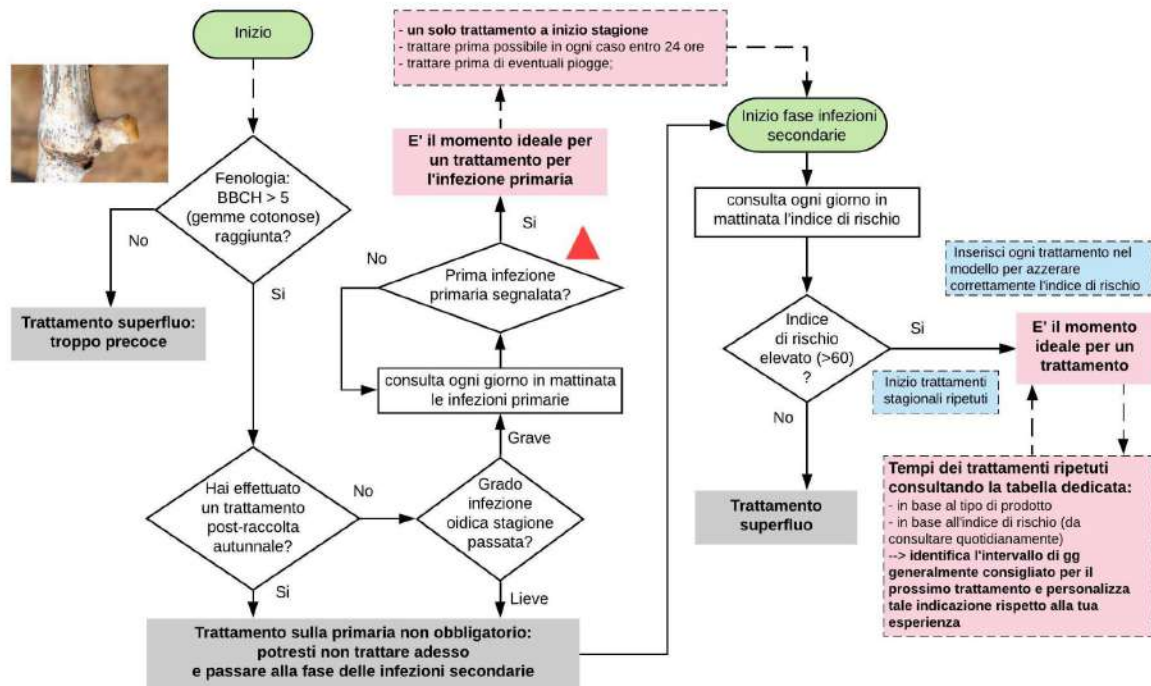 Inizio
Fenologia:
BBCH > 5
(gemme cotonose)
raggiunta?
No
Si
Trattamento superfluo:
troppo precoce
Hai effettuato
un trattamento
post-raccolta
autunnale?
No
Si
Grado
infezione
oidica stagione
passata?
Grave
Lieve
Trattamento sulla primaria non obbligatorio:
potresti non trattare adesso
e passare alla fase delle infezioni secondarie
consulta ogni giorno in mattinata
le infezioni primarie
Prima infezione
primaria segnalata?
No
Si
E' il momento ideale per
un trattamento per
l'infezione primaria
- un solo trattamento a inizio stagione
- trattare prima possibile in ogni caso entro 24 ore
- trattare prima di eventuali piogge;
Inizio fase infezioni
secondarie
consulta ogni giorno in
mattinata l'indice di rischio
Indice
di rischio
elevato (>60)
?
Si
No
Trattamento
superfluo
Inserisci ogni trattamento nel
modello per azzerare
correttamente l'indice di rischio
E' il momento
ideale per un
trattamento
Inizio trattamenti
stagionali ripetuti
Tempi dei trattamenti ripetuti
consultando la tabella dedicata:
- in base al tipo di prodotto
- in base all'indice di rischio (da
consultare quotidianamente)
--> identifica l'intervallo di gg
generalmente consigliato per il
prossimo trattamento e personalizza
tale indicazione rispetto alla tua
esperienza